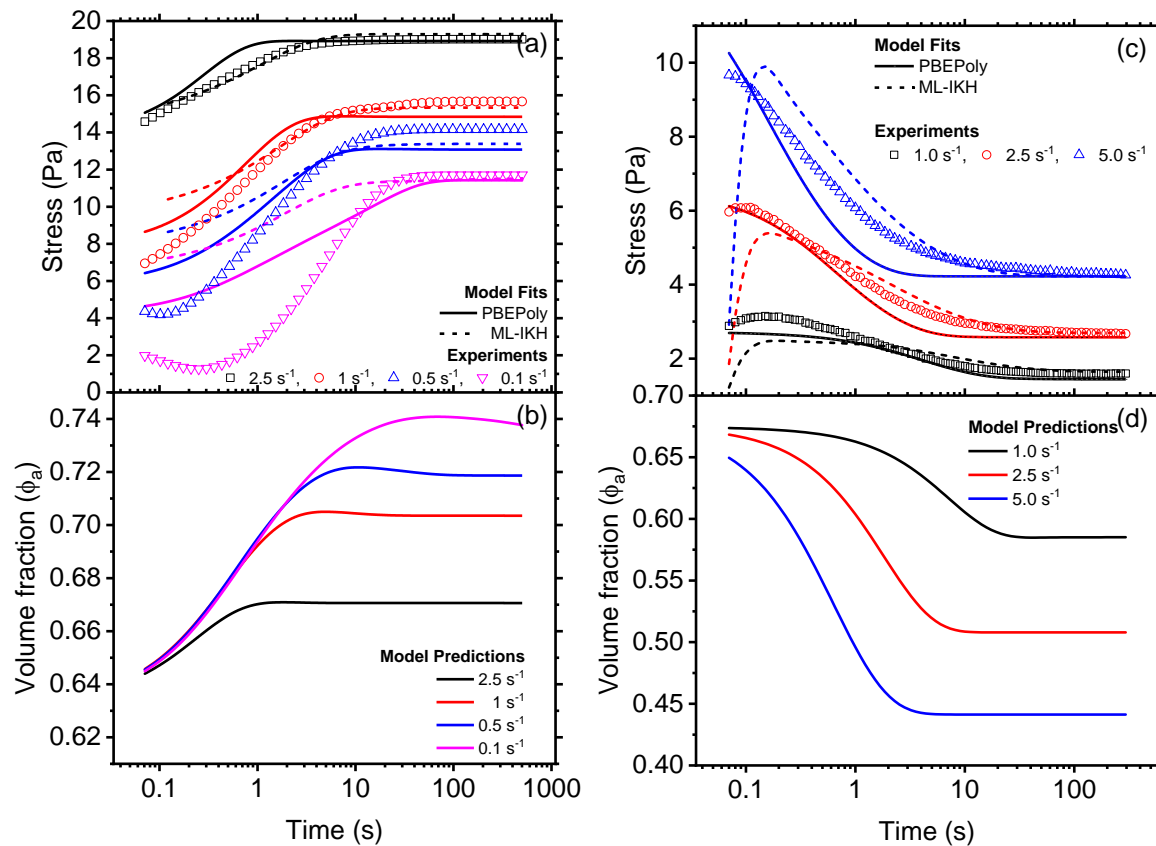 20
18
16
14
12
10
8
6
4
2
0
Stress (Pa)
(a)
Model Fits
PBEPoly
ML-IKH
Experiments
2.5 s-1, 1 s-1, 0.5 s-1, 0.1 s-1
0.74
0.72
0.70
0.68
0.66
0.64
0.62
Volume fraction (ϕa)
(b)
Model Predictions
2.5 s-1
1 s-1
0.5 s-1
0.1 s-1
0.1 1 10 100 1000
Time (s)
10
8
6
4
2
Stress (Pa)
(c)
Model Fits
PBEPoly
ML-IKH
Experiments
1.0 s-1, 2.5 s-1, 5.0 s-1
0.70
0.65
0.60
0.55
0.50
0.45
0.40
Volume fraction (ϕa)
(d)
Model Predictions
1.0 s-1
2.5 s-1
5.0 s-1
0.1 1 10 100
Time (s)